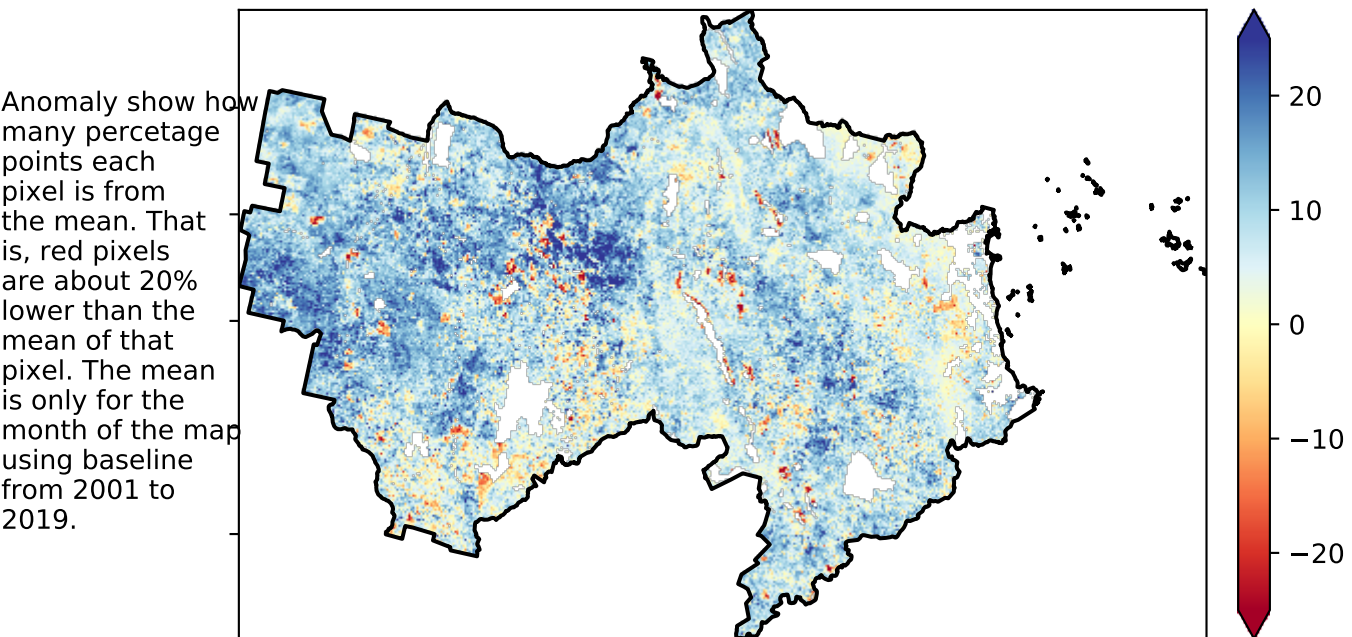 Anomaly show how
many percetage
points each
pixel is from
the mean. That
is, red pixels
are about 20%
lower than the
mean of that
pixel. The mean
is only for the
month of the map
using baseline
from 2001 to
2019.
20
10
0
−10
−20